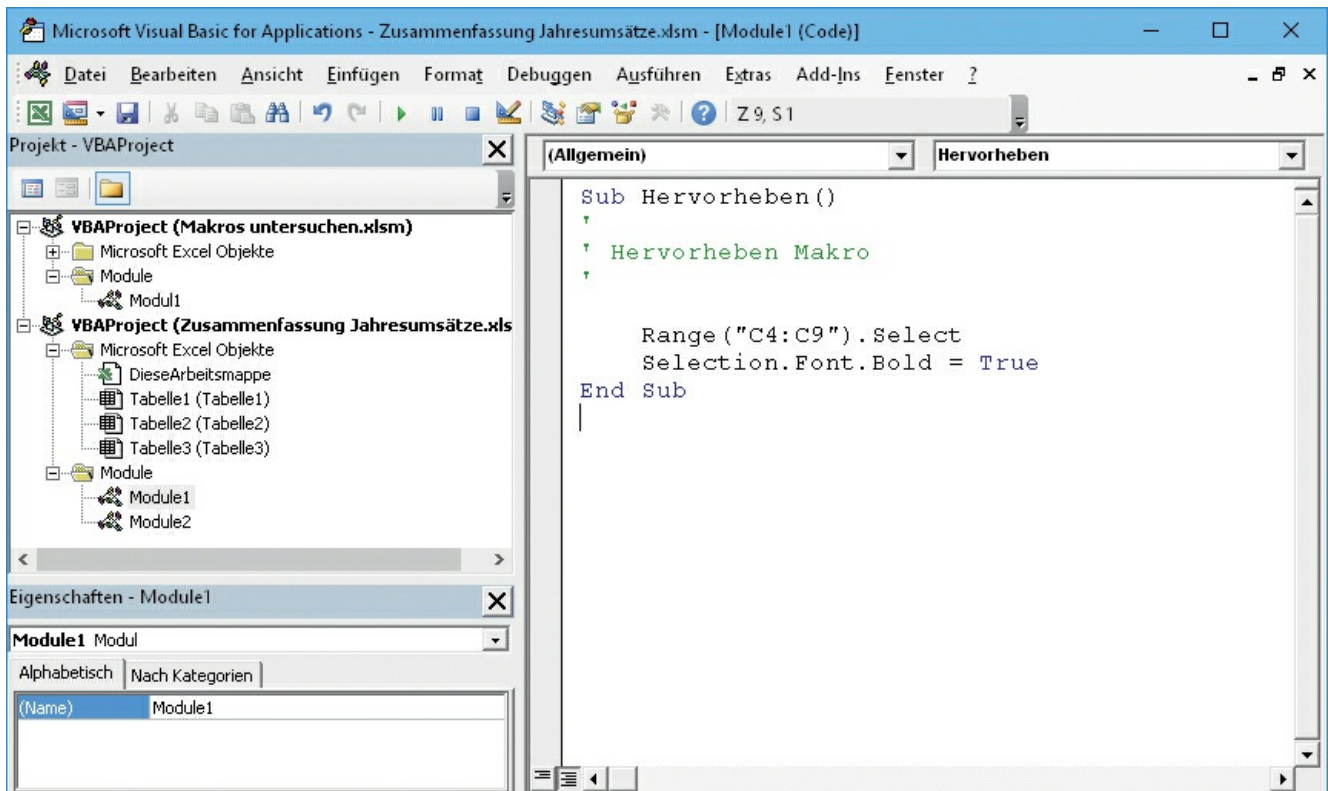 Microsoft Visual Basic for Applications - Zusammenfassung Jahresumsätze.xlsm - [Module1 (Code)]
Datei Bearbeiten Ansicht Einfügen Format Debuggen Ausführen Extras Add-Ins Fenster ?
Z 9, S 1
Projekt - VBAProject
VBAProject (Makros untersuchen.xlsm)
Microsoft Excel Objekte
Module
Modul1
VBAProject (Zusammenfassung Jahresumsätze.xls
Microsoft Excel Objekte
DieseArbeitsmappe
Tabelle1 (Tabelle1)
Tabelle2 (Tabelle2)
Tabelle3 (Tabelle3)
Module
Module1
Module2
Eigenschaften - Module1
Module1 Modul
Alphabetisch Nach Kategorien
(Name) Module1
(Allgemein) Hervorheben
Sub Hervorheben()
'
' Hervorheben Makro
'
Range("C4:C9").Select
Selection.Font.Bold = True
End Sub